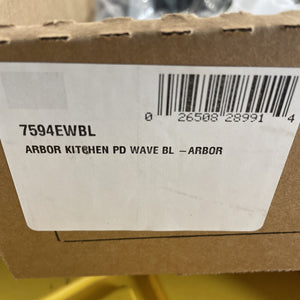 0 26508 28991 4
7594EWBL
ARBOR KITCHEN PD WAVE BL -ARBOR